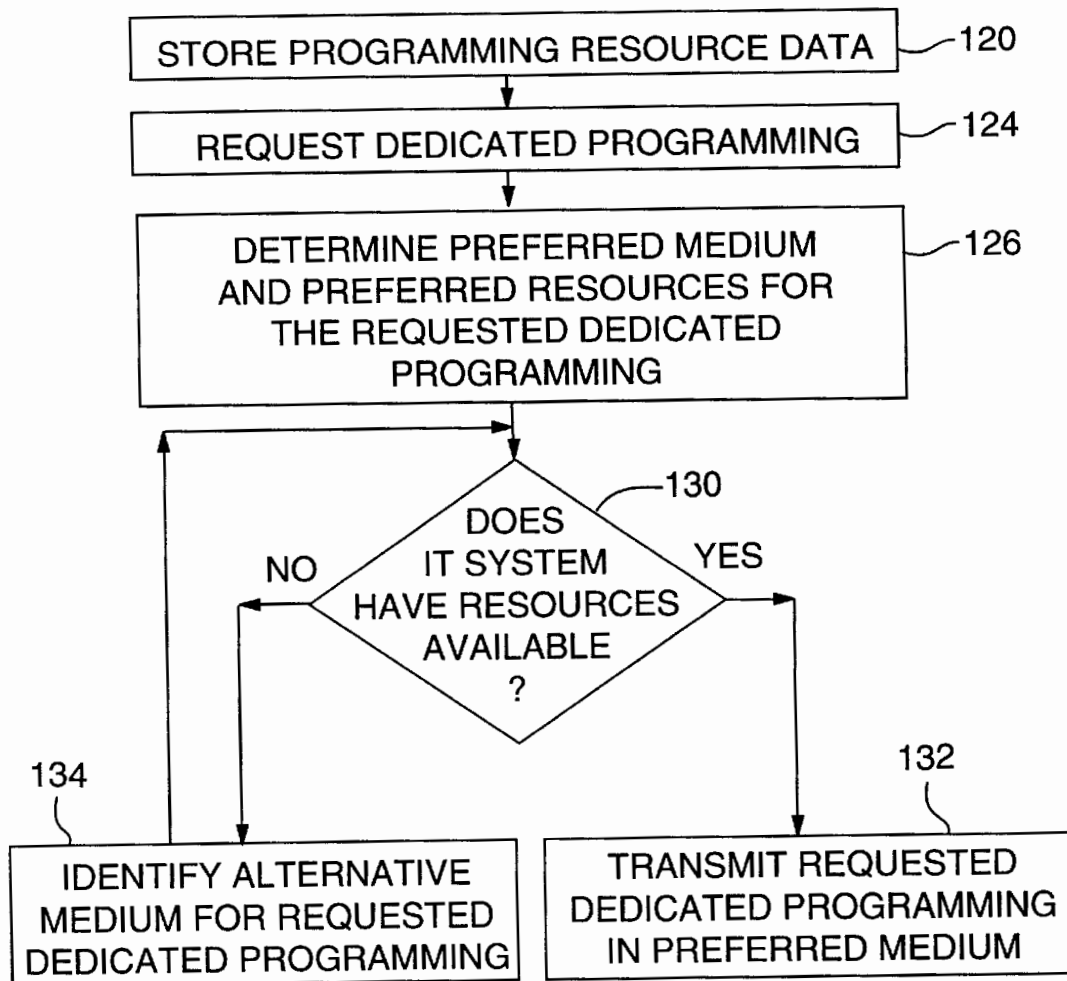 STORE PROGRAMMING RESOURCE DATA
120
REQUEST DEDICATED PROGRAMMING
124
DETERMINE PREFERRED MEDIUM
AND PREFERRED RESOURCES FOR
THE REQUESTED DEDICATED
PROGRAMMING
126
130
DOES
IT SYSTEM
HAVE RESOURCES
AVAILABLE
?
NO
YES
134
IDENTIFY ALTERNATIVE
MEDIUM FOR REQUESTED
DEDICATED PROGRAMMING
132
TRANSMIT REQUESTED
DEDICATED PROGRAMMING
IN PREFERRED MEDIUM